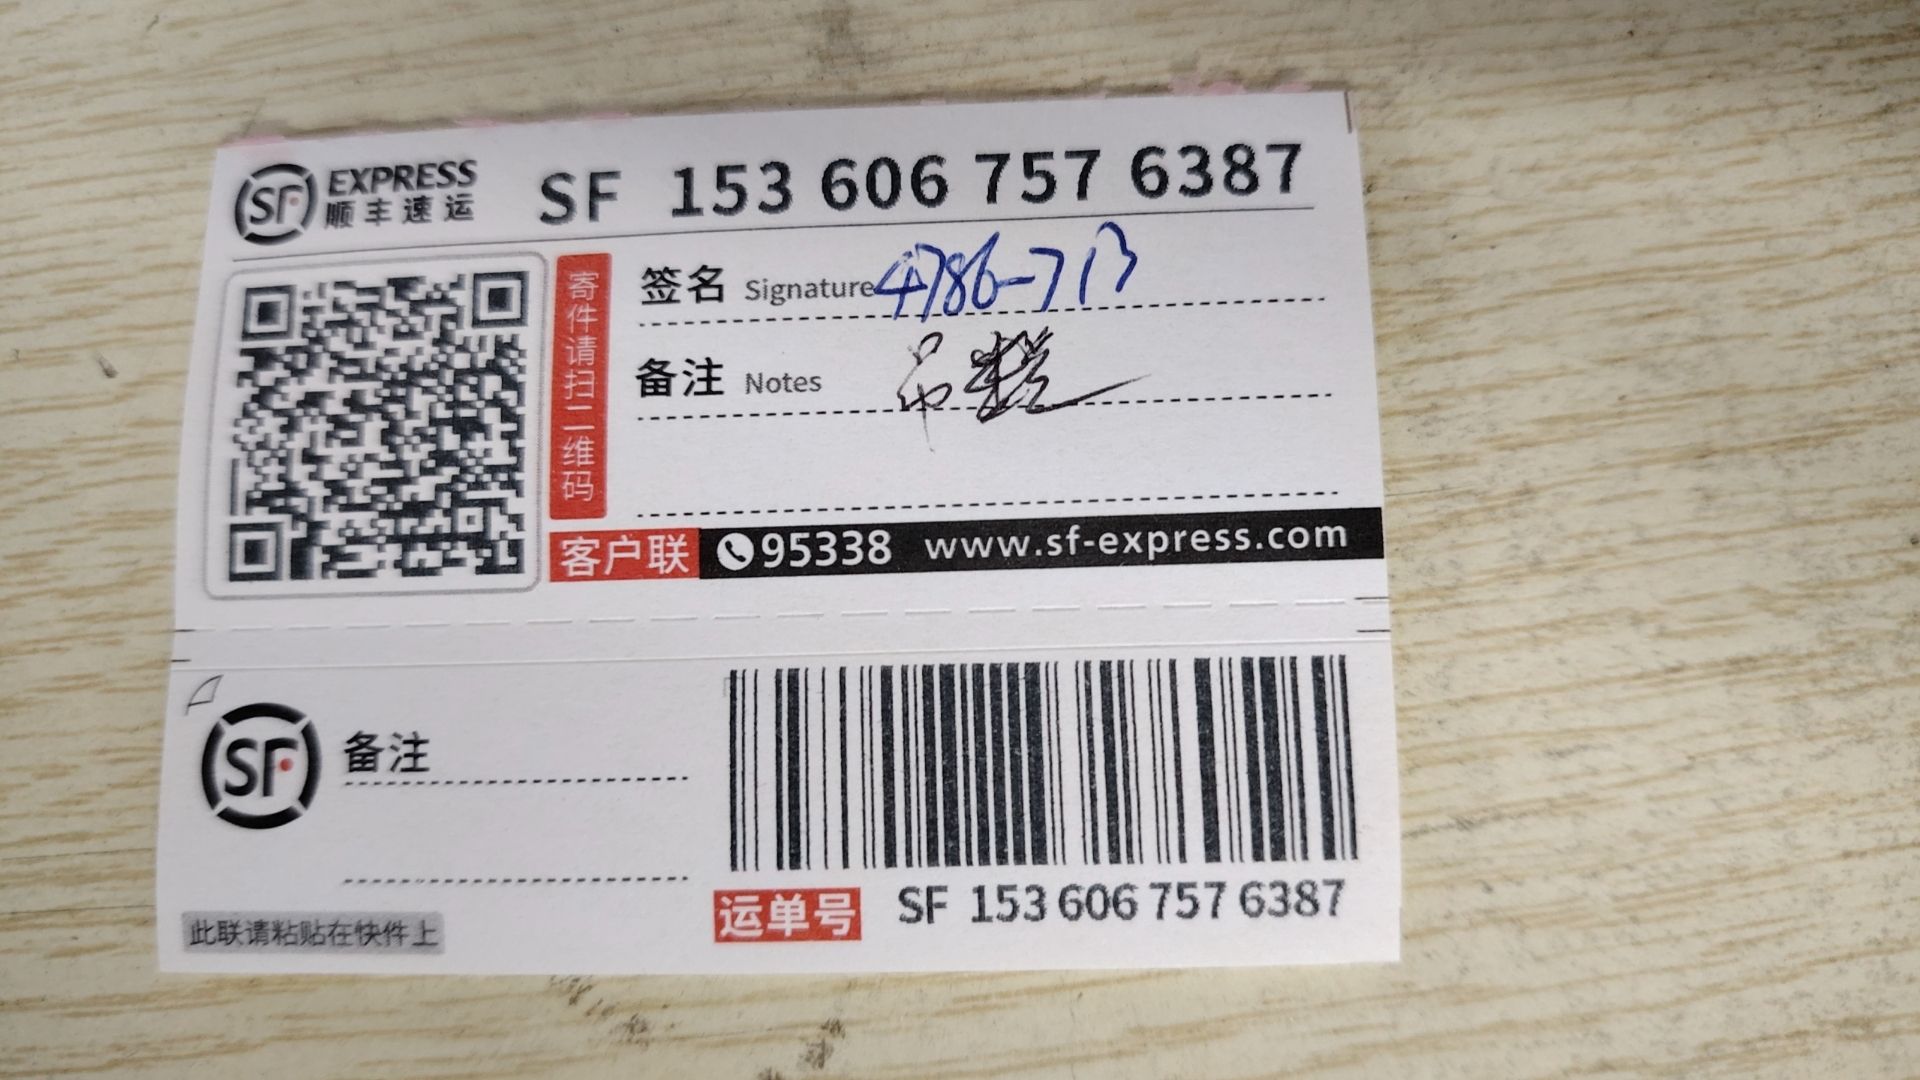 SF EXPRESS
顺丰速运
SF 153 606 757 6387
寄件请扫二维码
签名 Signature 4786-713
备注 Notes
客户联 95338 www.sf-express.com
SF 备注
运单号 SF 153 606 757 6387
此联请粘贴在快件上